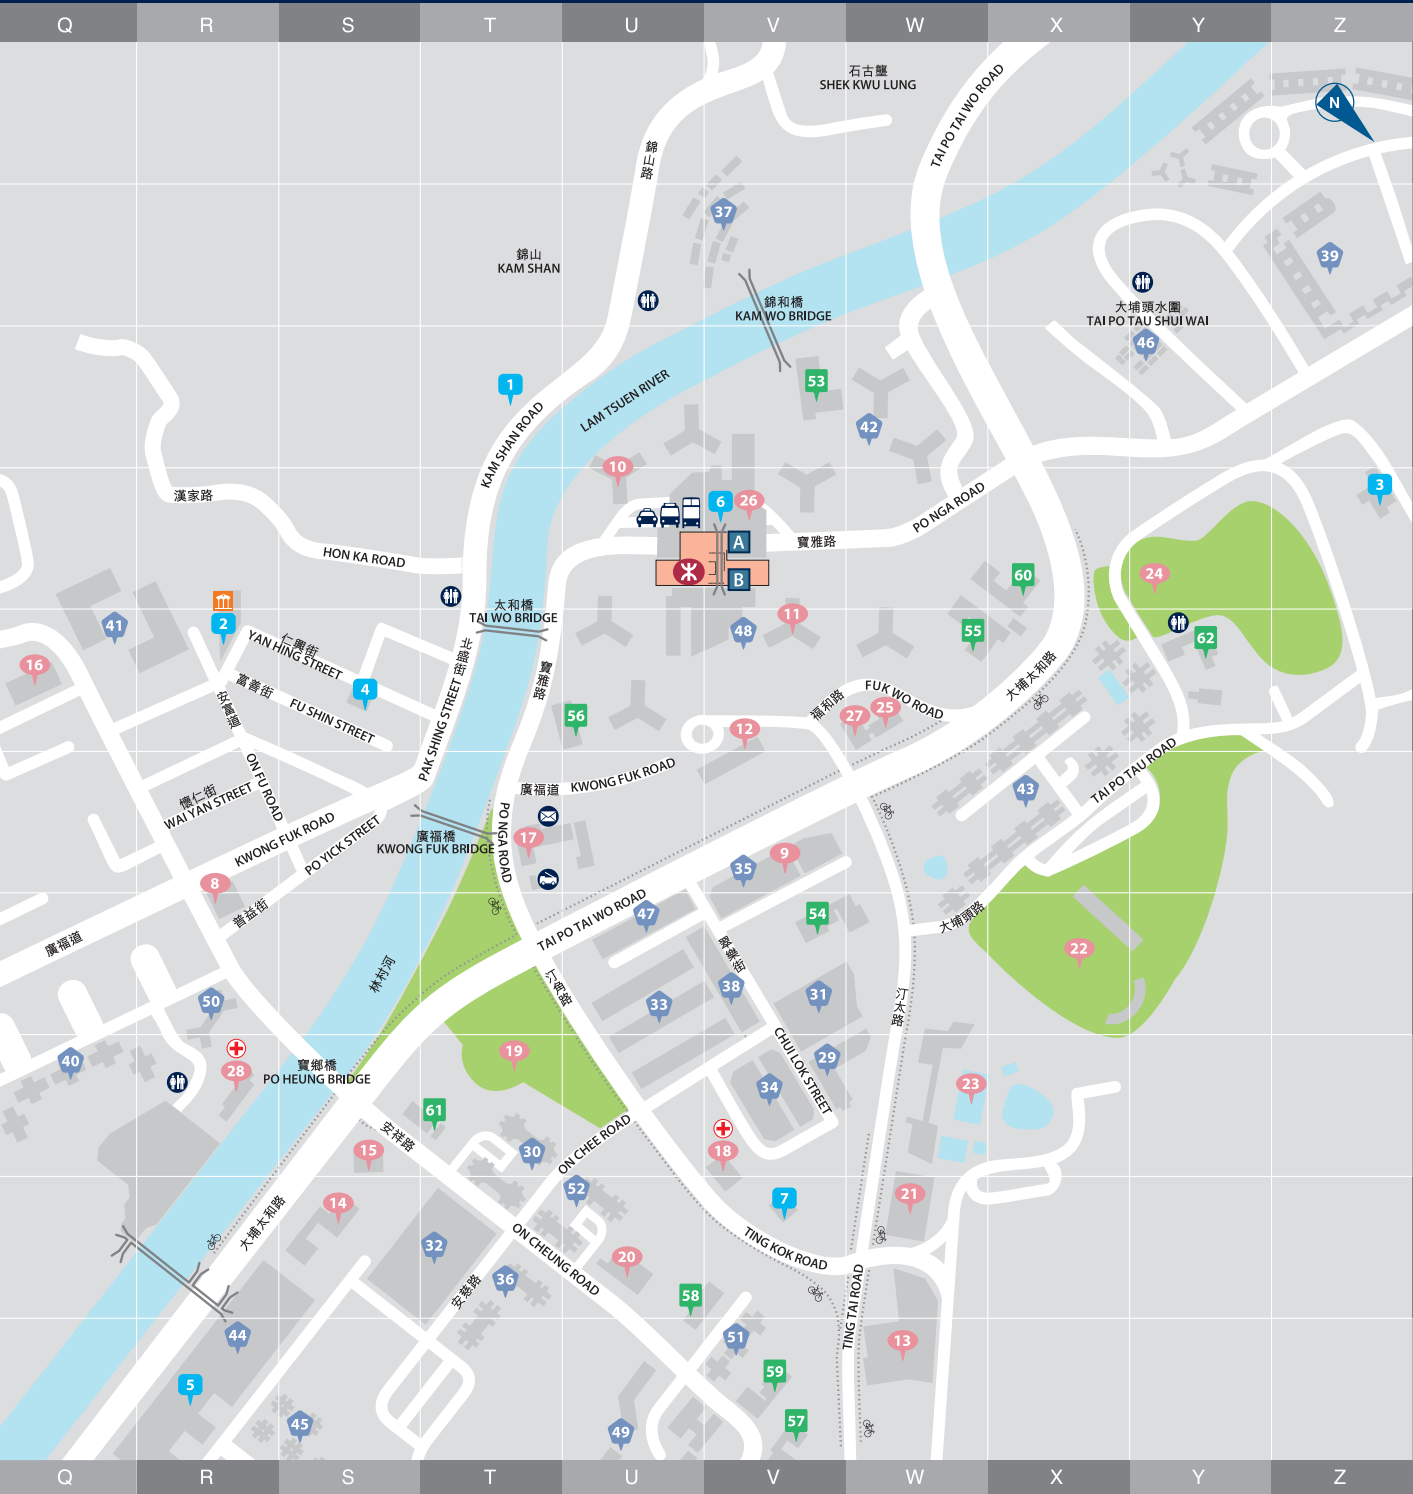 Q R S T U V W X Y Z
石古壟
SHEK KWU LUNG
TAI PO TAI WO ROAD
N
錦山路
37
錦山
KAM SHAN
39
錦和橋
KAM WO BRIDGE
大埔頭水圍
TAI PO TAU SHUI WAI
46
1
53
LAM TSUEN RIVER
KAM SHAN ROAD
42
10
漢家路
6
26
3
PO NGA ROAD
A
寶雅路
HON KA ROAD
B
60
24
太和橋
TAI WO BRIDGE
41
2
仁興街
YAN HING STREET
48
11
55
62
16
北盛街
寶雅路
大埔太和路
4
富善街
FU SHIN STREET
安富道
PAK SHING STREET
56
福和路
FUK WO ROAD
27
25
12
ON FU ROAD
廣福道
KWONG FUK ROAD
TAI PO TAU ROAD
43
懷仁街
WAI YAN STREET
KWONG FUK ROAD
PO YICK STREET
廣福橋
KWONG FUK BRIDGE
PO NGA ROAD
17
35
9
8
普益街
廣福道
TAI PO TAI WO ROAD
47
54
大埔頭路
22
翠樂街
林村河
汀角路
50
33
38
31
汀太路
40
28
寶鄉橋
PO HEUNG BRIDGE
19
CHUI LOK STREET
29
34
23
61
安祥路
15
30
ON CHEE ROAD
18
52
7
21
14
大埔太和路
32
ON CHEUNG ROAD
20
TING KOK ROAD
36
安慈路
58
TING TAI ROAD
44
51
13
5
59
45
49
57
Q R S T U V W X Y Z